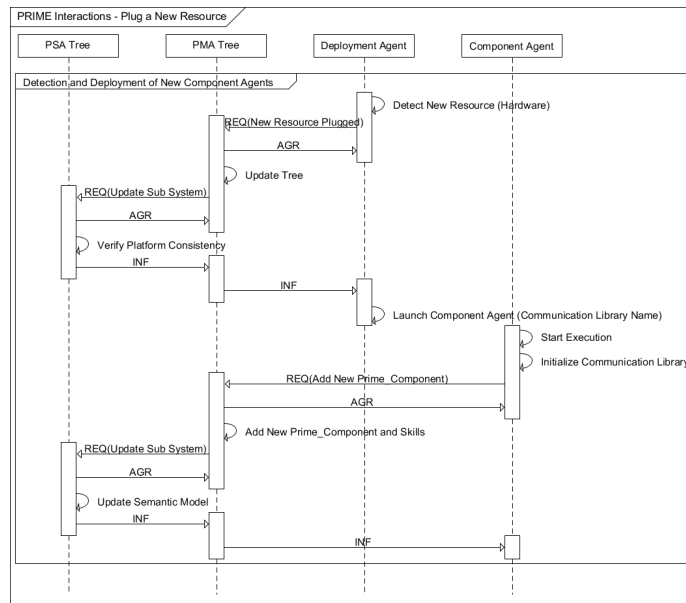 PRIME Interactions - Plug a New Resource
PSA Tree
PMA Tree
Deployment Agent
Component Agent
Detection and Deployment of New Component Agents
Detect New Resource (Hardware)
REQ(New Resource Plugged)
AGR
Update Tree
REQ(Update Sub System)
AGR
Verify Platform Consistency
INF
INF
Launch Component Agent (Communication Library Name)
Start Execution
Initialize Communication Library
REQ(Add New Prime_Component)
AGR
Add New Prime_Component and Skills
REQ(Update Sub System)
AGR
Update Semantic Model
INF
INF